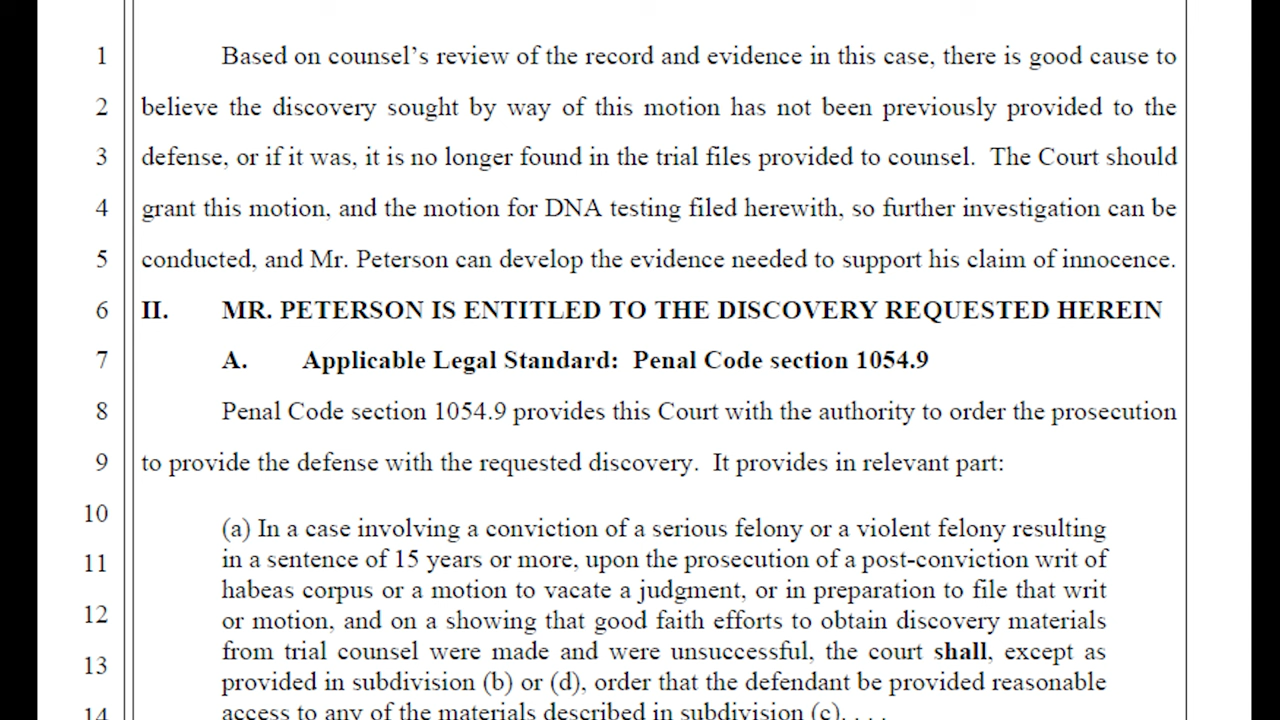 1 Based on counsel’s review of the record and evidence in this case, there is good cause to
2 believe the discovery sought by way of this motion has not been previously provided to the
3 defense, or if it was, it is no longer found in the trial files provided to counsel.  The Court should
4 grant this motion, and the motion for DNA testing filed herewith, so further investigation can be
5 conducted, and Mr. Peterson can develop the evidence needed to support his claim of innocence.
6 II. MR. PETERSON IS ENTITLED TO THE DISCOVERY REQUESTED HEREIN
7 A. Applicable Legal Standard:  Penal Code section 1054.9
8 Penal Code section 1054.9 provides this Court with the authority to order the prosecution
9 to provide the defense with the requested discovery.  It provides in relevant part:
10 (a) In a case involving a conviction of a serious felony or a violent felony resulting
11 in a sentence of 15 years or more, upon the prosecution of a post-conviction writ of
habeas corpus or a motion to vacate a judgment, or in preparation to file that writ
12 or motion, and on a showing that good faith efforts to obtain discovery materials
13 from trial counsel were made and were unsuccessful, the court shall, except as
provided in subdivision (b) or (d), order that the defendant be provided reasonable
14 access to any of the materials described in subdivision (c). . . .